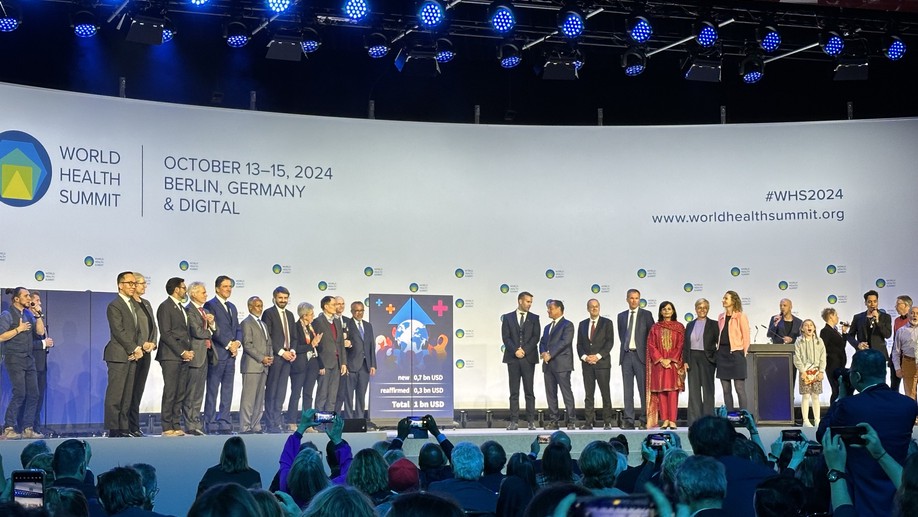 WORLD
HEALTH
SUMMIT
OCTOBER 13–15, 2024
BERLIN, GERMANY
& DIGITAL
#WHS2024
www.worldhealthsummit.org
new 0,7 bn USD
reaffirmed 0,3 bn USD
Total 1 bn USD